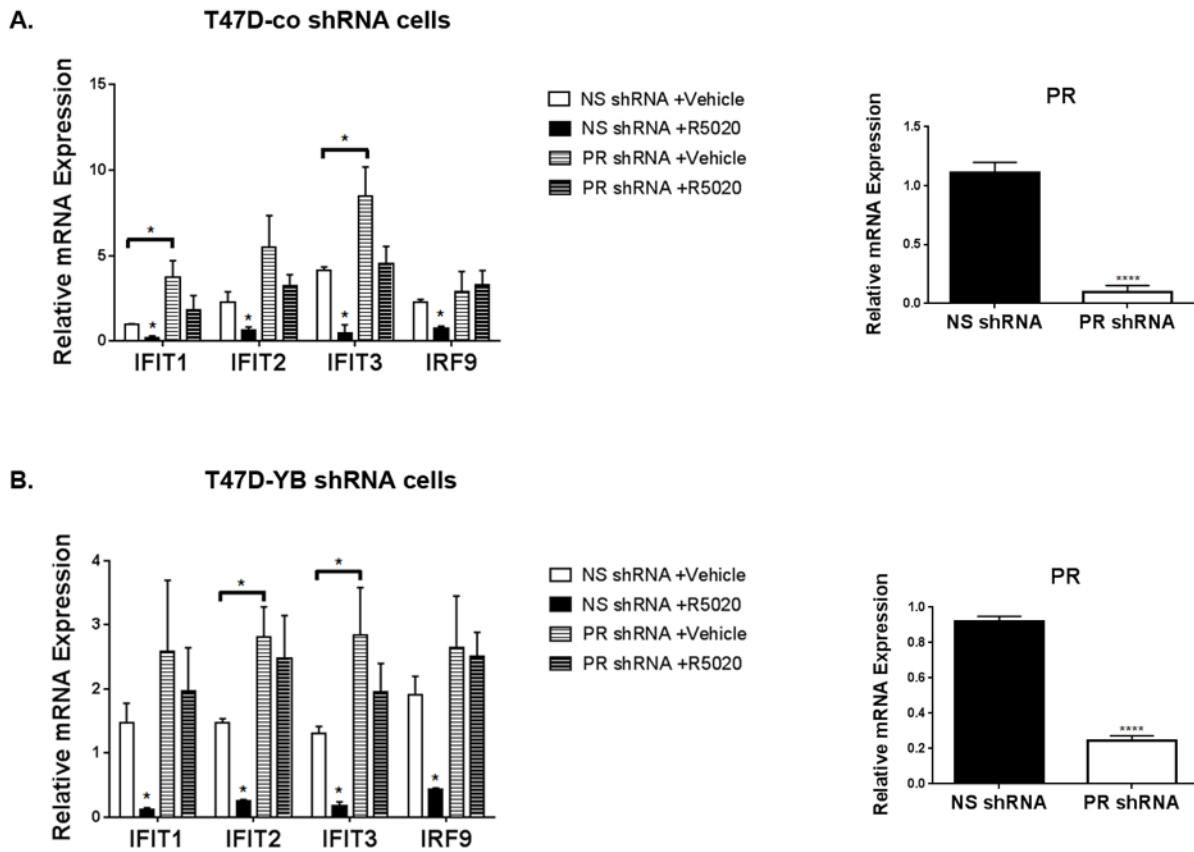 A.
T47D-co shRNA cells
Relative mRNA Expression
15
10
5
0
*
*
*
*
*
*
IFIT1 IFIT2 IFIT3 IRF9
NS shRNA +Vehicle
NS shRNA +R5020
PR shRNA +Vehicle
PR shRNA +R5020
PR
Relative mRNA Expression
1.5
1.0
0.5
0.0
****
NS shRNA PR shRNA
B.
T47D-YB shRNA cells
Relative mRNA Expression
4
3
2
1
0
*
*
*
*
*
*
IFIT1 IFIT2 IFIT3 IRF9
NS shRNA +Vehicle
NS shRNA +R5020
PR shRNA +Vehicle
PR shRNA +R5020
PR
Relative mRNA Expression
1.0
0.8
0.6
0.4
0.2
0.0
****
NS shRNA PR shRNA